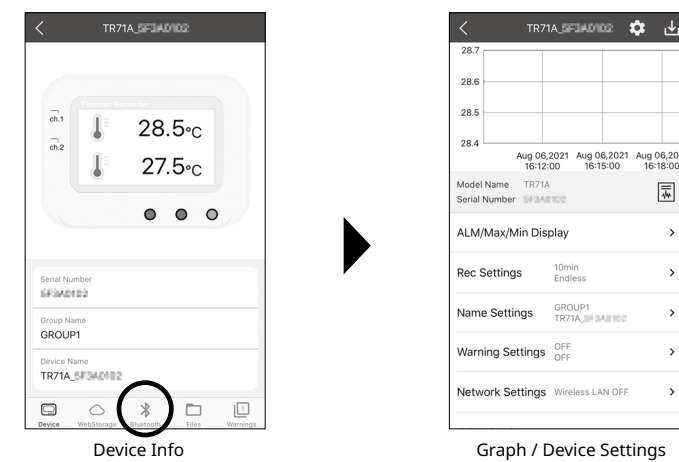 TR71A_
Thermo Recorder
ch.1
28.5°C
ch.2
27.5°C
Serial Number
Group Name
GROUP1
Device Name
TR71A_
Device WebStorage Bluetooth Files Warnings
Device Info
TR71A_
28.7
28.6
28.5
28.4
Aug 06,2021 Aug 06,2021 Aug 06,20
16:12:00 16:15:00 16:18:00
Model Name TR71A
Serial Number
ALM/Max/Min Display
Rec Settings 10min
Endless
Name Settings GROUP1
TR71A_
Warning Settings OFF
OFF
Network Settings Wireless LAN OFF
Graph / Device Settings